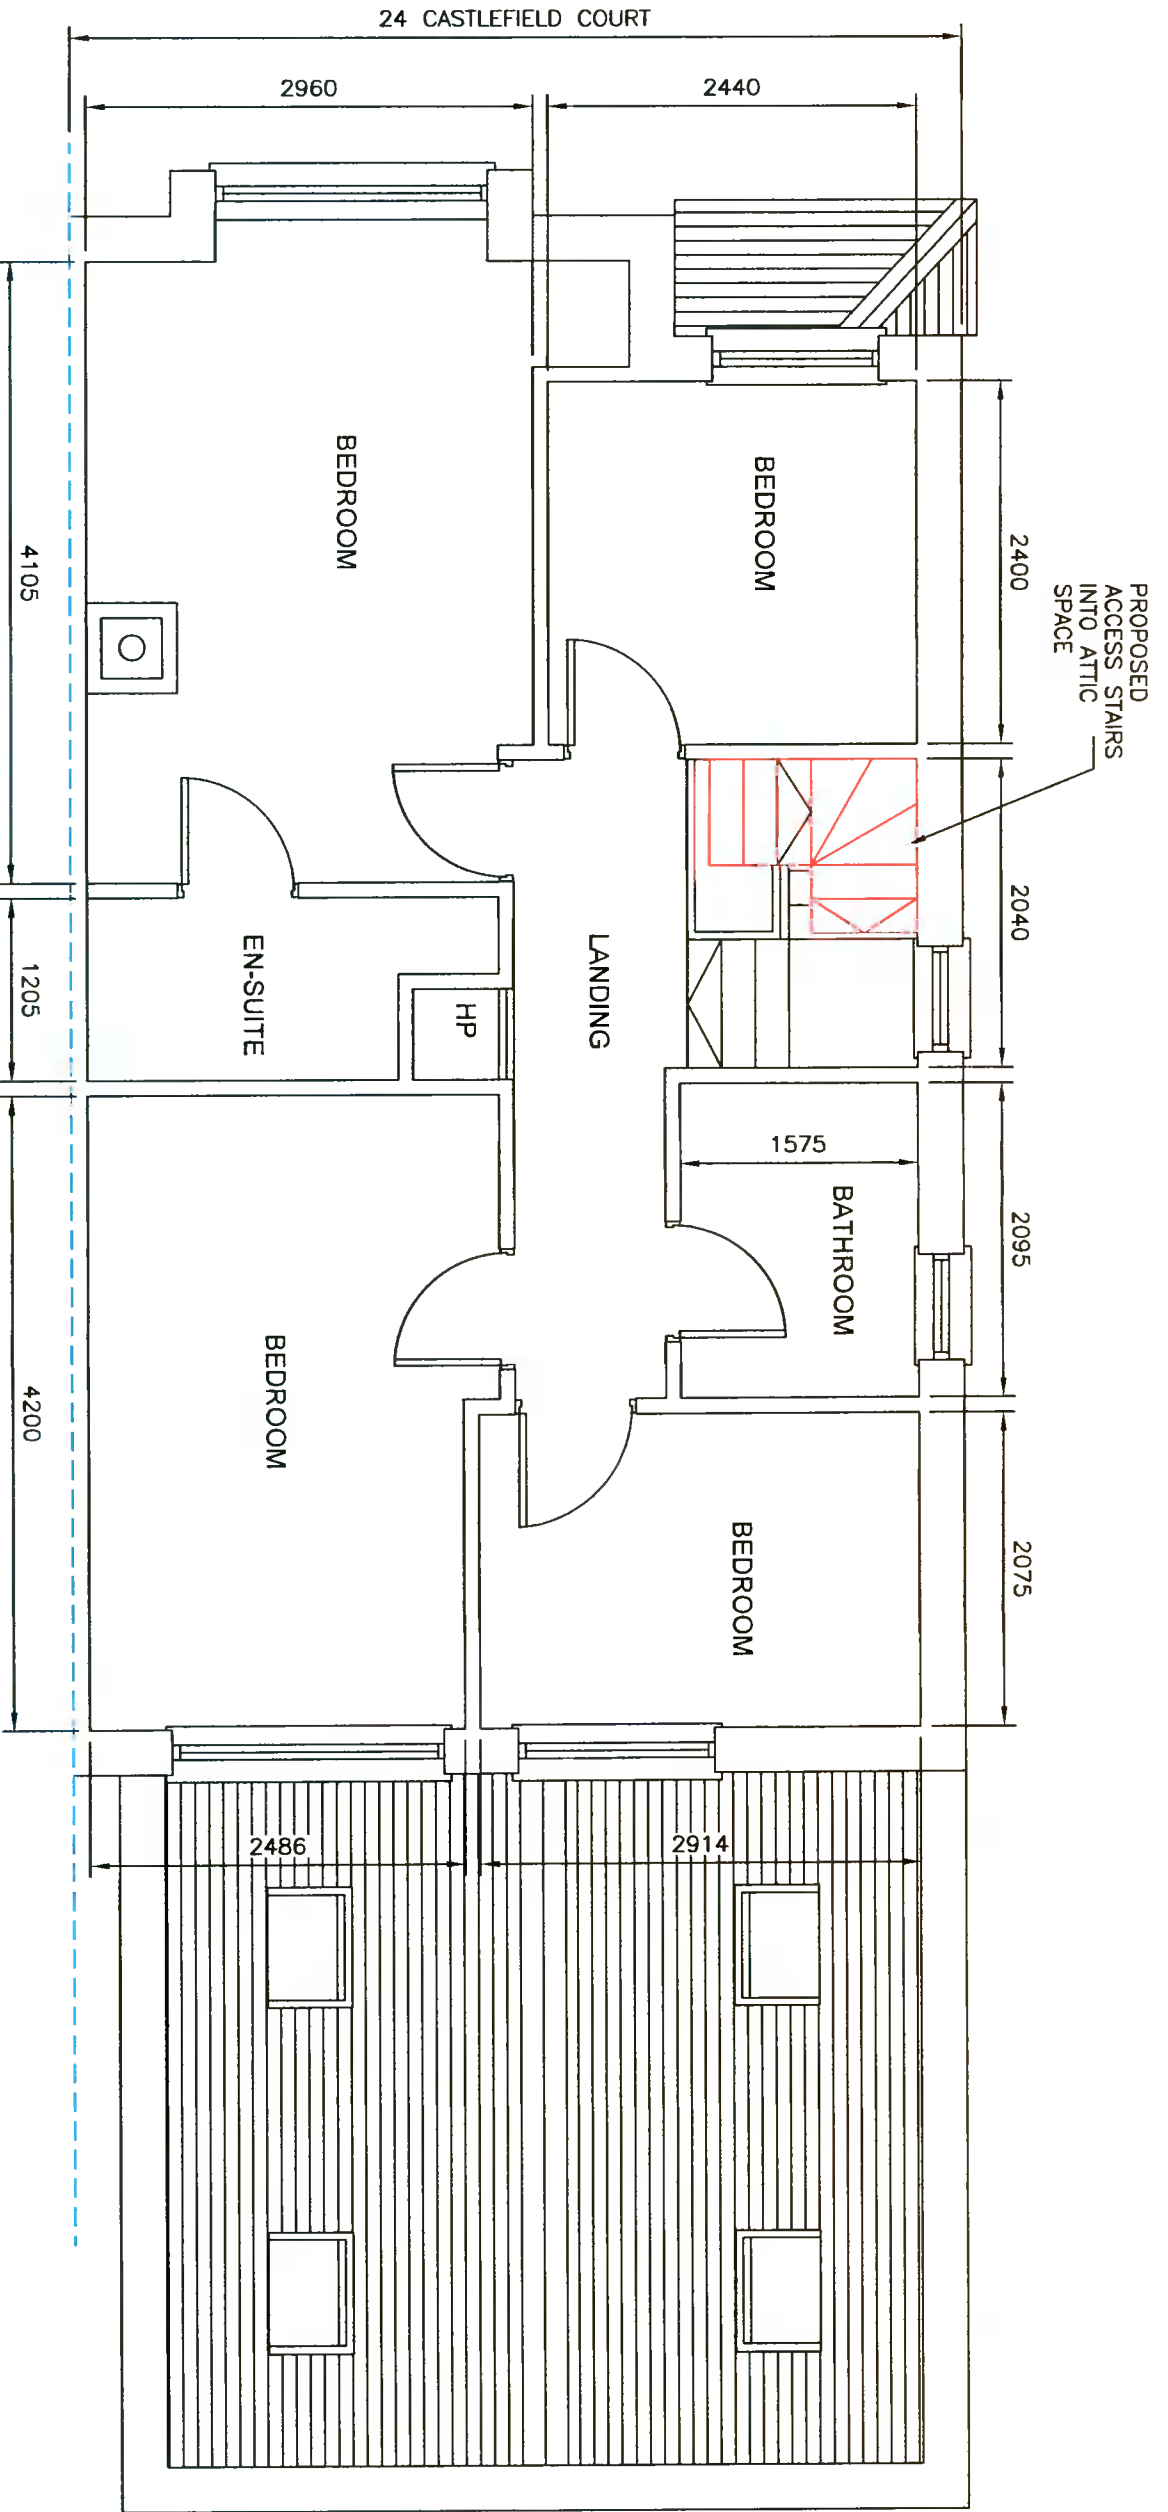 24 CASTLEFIELD COURT
2960
2440
PROPOSED
ACCESS STAIRS
INTO ATTIC
SPACE
2400
2040
2095
2075
BEDROOM
BEDROOM
4105
LANDING
EN-SUITE
HP
1205
1575
BATHROOM
BEDROOM
BEDROOM
4200
2486
2914